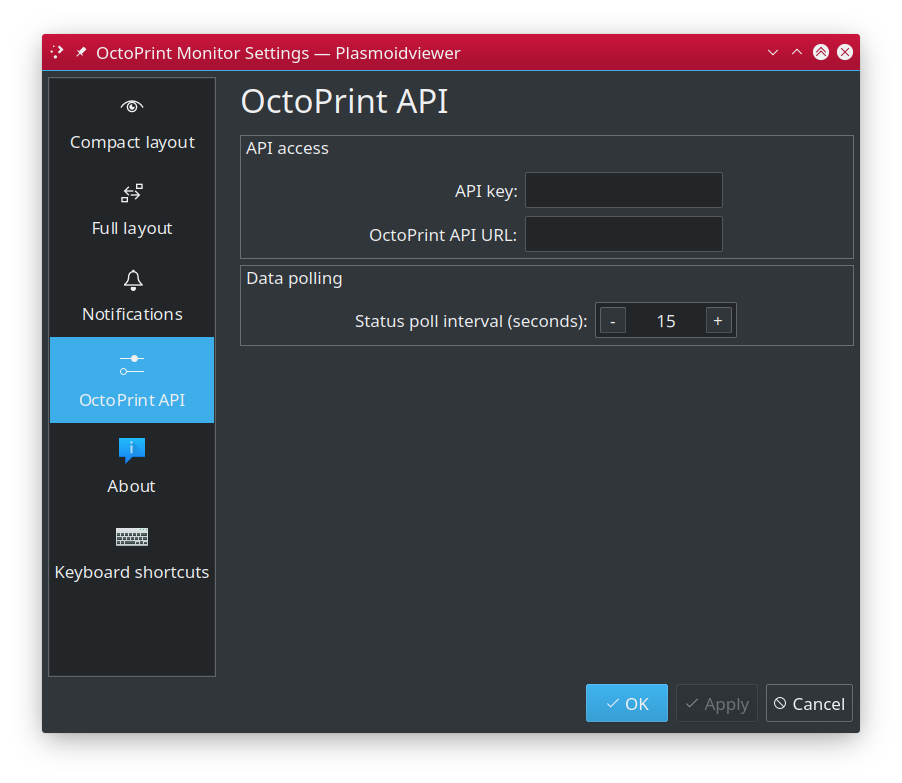 OctoPrint Monitor Settings — Plasmoidviewer
Compact layout
Full layout
Notifications
OctoPrint API
About
Keyboard shortcuts
OctoPrint API
API access
API key:
OctoPrint API URL:
Data polling
Status poll interval (seconds): - 15 +
OK Apply Cancel